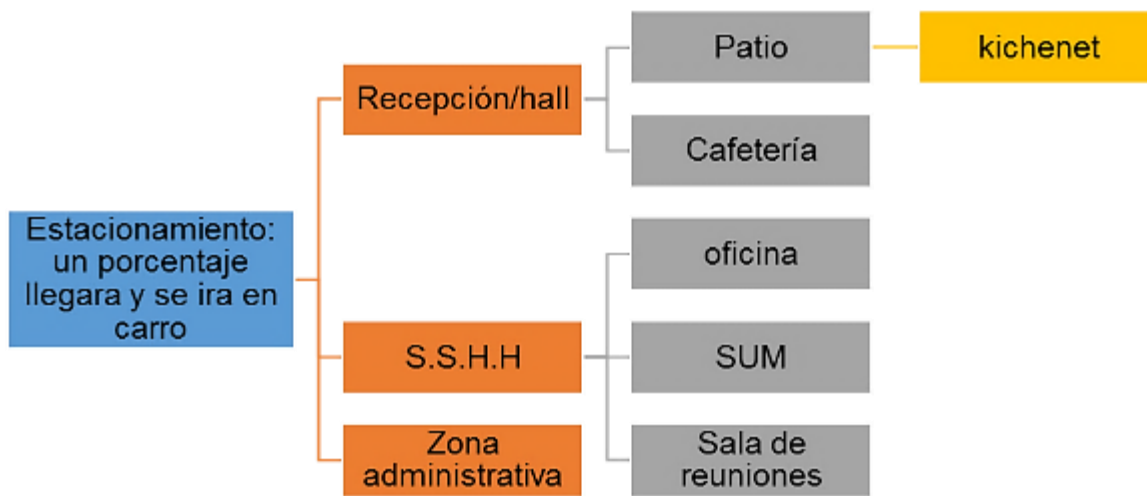 Estacionamiento:
un porcentaje
llegara y se ira en
carro
Recepción/hall
Patio
kichenet
Cafetería
S.S.H.H
oficina
SUM
Sala de
reuniones
Zona
administrativa